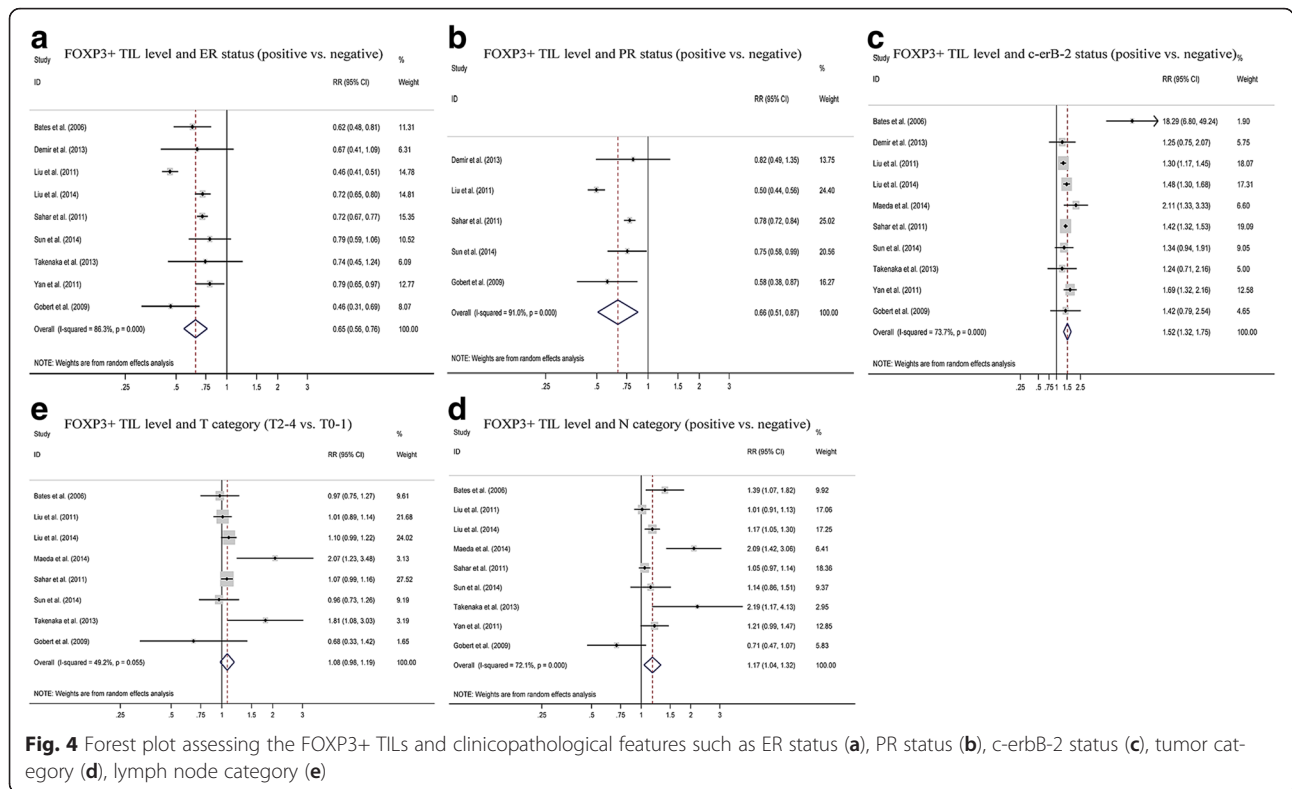 a
FOXP3+ TIL level and ER status (positive vs. negative)
Study %
ID RR (95% CI) Weight
Bates et al. (2006) 0.62 (0.48, 0.81) 11.31
Demir et al. (2013) 0.67 (0.41, 1.09) 6.31
Liu et al. (2011) 0.46 (0.41, 0.51) 14.78
Liu et al. (2014) 0.72 (0.65, 0.80) 14.81
Sahar et al. (2011) 0.72 (0.67, 0.77) 15.35
Sun et al. (2014) 0.79 (0.59, 1.06) 10.52
Takenaka et al. (2013) 0.74 (0.45, 1.24) 6.09
Yan et al. (2011) 0.79 (0.65, 0.97) 12.77
Gobert et al. (2009) 0.46 (0.31, 0.69) 8.07
Overall (I-squared = 86.3%, p = 0.000) 0.65 (0.56, 0.76) 100.00
NOTE: Weights are from random effects analysis
.25 .5 .75 1 1.5 2 3
b
FOXP3+ TIL level and PR status (positive vs. negative)
Study %
ID RR (95% CI) Weight
Demir et al. (2013) 0.82 (0.49, 1.35) 13.75
Liu et al. (2011) 0.50 (0.44, 0.56) 24.40
Sahar et al. (2011) 0.78 (0.72, 0.84) 25.02
Sun et al. (2014) 0.75 (0.58, 0.99) 20.56
Gobert et al. (2009) 0.58 (0.38, 0.87) 16.27
Overall (I-squared = 91.0%, p = 0.000) 0.66 (0.51, 0.87) 100.00
NOTE: Weights are from random effects analysis
.25 .5 .75 1 1.5 2 3
c
FOXP3+ TIL level and c-erB-2 status (positive vs. negative)
Study %
ID RR (95% CI) Weight
Bates et al. (2006) 18.29 (6.80, 49.24) 1.90
Demir et al. (2013) 1.25 (0.75, 2.07) 5.75
Liu et al. (2011) 1.30 (1.17, 1.45) 18.07
Liu et al. (2014) 1.48 (1.30, 1.68) 17.31
Maeda et al. (2014) 2.11 (1.33, 3.33) 6.60
Sahar et al. (2011) 1.42 (1.32, 1.53) 19.09
Sun et al. (2014) 1.34 (0.94, 1.91) 9.05
Takenaka et al. (2013) 1.24 (0.71, 2.16) 5.00
Yan et al. (2011) 1.69 (1.32, 2.16) 12.58
Gobert et al. (2009) 1.42 (0.79, 2.54) 4.65
Overall (I-squared = 73.7%, p = 0.000) 1.52 (1.32, 1.75) 100.00
NOTE: Weights are from random effects analysis
.25 .5 .75 1 1.5 2.5
e
FOXP3+ TIL level and T category (T2-4 vs. T0-1)
Study %
ID RR (95% CI) Weight
Bates et al. (2006) 0.97 (0.75, 1.27) 9.61
Liu et al. (2011) 1.01 (0.89, 1.14) 21.68
Liu et al. (2014) 1.10 (0.99, 1.22) 24.02
Maeda et al. (2014) 2.07 (1.23, 3.48) 3.13
Sahar et al. (2011) 1.07 (0.99, 1.16) 27.52
Sun et al. (2014) 0.96 (0.73, 1.26) 9.19
Takenaka et al. (2013) 1.81 (1.08, 3.03) 3.19
Gobert et al. (2009) 0.68 (0.33, 1.42) 1.65
Overall (I-squared = 49.2%, p = 0.055) 1.08 (0.98, 1.19) 100.00
NOTE: Weights are from random effects analysis
.25 .5 .75 1 1.5 2 3
d
FOXP3+ TIL level and N category (positive vs. negative)
Study %
ID RR (95% CI) Weight
Bates et al. (2006) 1.39 (1.07, 1.82) 9.92
Liu et al. (2011) 1.01 (0.91, 1.13) 17.06
Liu et al. (2014) 1.17 (1.05, 1.30) 17.25
Maeda et al. (2014) 2.09 (1.42, 3.06) 6.41
Sahar et al. (2011) 1.05 (0.97, 1.14) 18.36
Sun et al. (2014) 1.14 (0.86, 1.51) 9.37
Takenaka et al. (2013) 2.19 (1.17, 4.13) 2.95
Yan et al. (2011) 1.21 (0.99, 1.47) 12.85
Gobert et al. (2009) 0.71 (0.47, 1.07) 5.83
Overall (I-squared = 72.1%, p = 0.000) 1.17 (1.04, 1.32) 100.00
NOTE: Weights are from random effects analysis
.25 .5 .75 1 1.5 2 3
Fig. 4 Forest plot assessing the FOXP3+ TILs and clinicopathological features such as ER status (a), PR status (b), c-erbB-2 status (c), tumor cat-
egory (d), lymph node category (e)